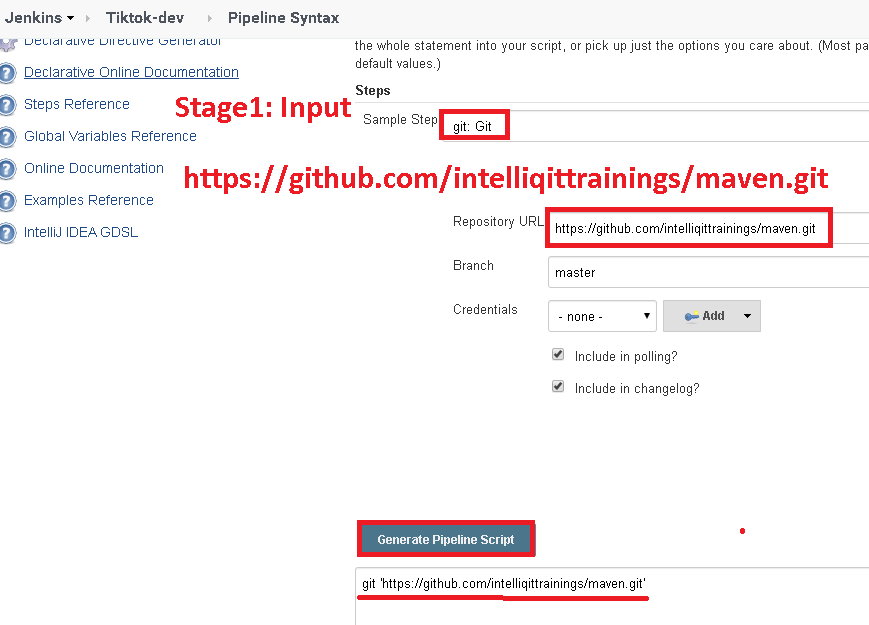 Jenkins Tiktok-dev Pipeline Syntax
Declarative Directive Generator
the whole statement into your script, or pick up just the options you care about. (Most pa
Declarative Online Documentation
default values.)
Steps
Steps Reference
Stage1: Input
Sample Step
git: Git
Global Variables Reference
Online Documentation
https://github.com/intelliqittrainings/maven.git
Examples Reference
Repository URL
https://github.com/intelliqittrainings/maven.git
IntelliJ IDEA GDSL
Branch
master
Credentials
- none -
Add
Include in polling?
Include in changelog?
Generate Pipeline Script
git 'https://github.com/intelliqittrainings/maven.git'